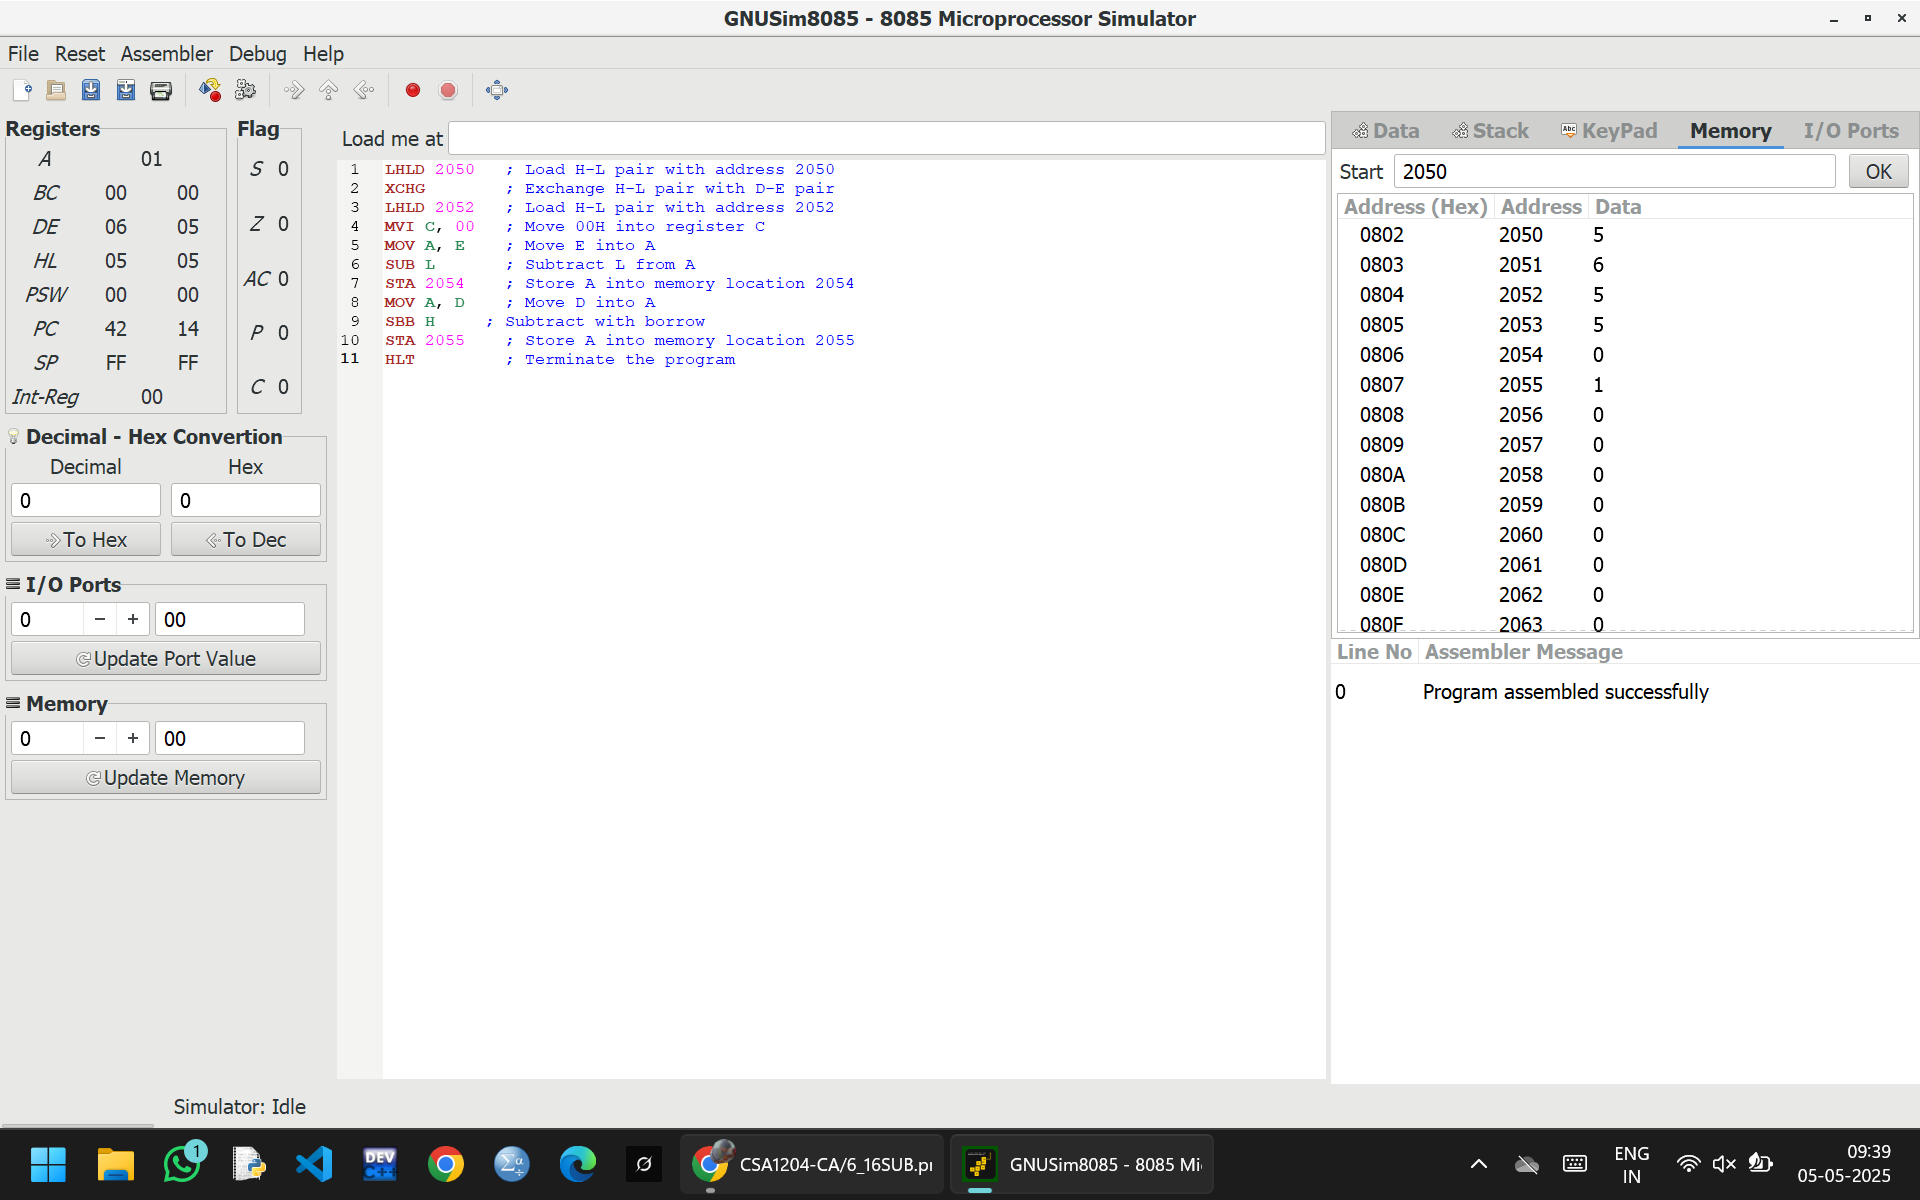 GNUSim8085 - 8085 Microprocessor Simulator
File Reset Assembler Debug Help
Registers
A 01
BC 00 00
DE 06 05
HL 05 05
PSW 00 00
PC 42 14
SP FF FF
Int-Reg 00
Flag
S 0
Z 0
AC 0
P 0
C 0
Decimal - Hex Convertion
Decimal Hex
0 0
To Hex To Dec
I/O Ports
0 − + 00
Update Port Value
Memory
0 − + 00
Update Memory
Load me at
1 LHLD 2050 ; Load H-L pair with address 2050
2 XCHG ; Exchange H-L pair with D-E pair
3 LHLD 2052 ; Load H-L pair with address 2052
4 MVI C, 00 ; Move 00H into register C
5 MOV A, E ; Move E into A
6 SUB L ; Subtract L from A
7 STA 2054 ; Store A into memory location 2054
8 MOV A, D ; Move D into A
9 SBB H ; Subtract with borrow
10 STA 2055 ; Store A into memory location 2055
11 HLT ; Terminate the program
Data Stack Abc KeyPad Memory I/O Ports
Start 2050 OK
Address (Hex) Address Data
0802 2050 5
0803 2051 6
0804 2052 5
0805 2053 5
0806 2054 0
0807 2055 1
0808 2056 0
0809 2057 0
080A 2058 0
080B 2059 0
080C 2060 0
080D 2061 0
080E 2062 0
080F 2063 0
Line No Assembler Message
0 Program assembled successfully
Simulator: Idle
1
DEV
C++
CSA1204-CA/6_16SUB.pr
GNUSim8085 - 8085 Mi
ENG
IN
09:39
05-05-2025